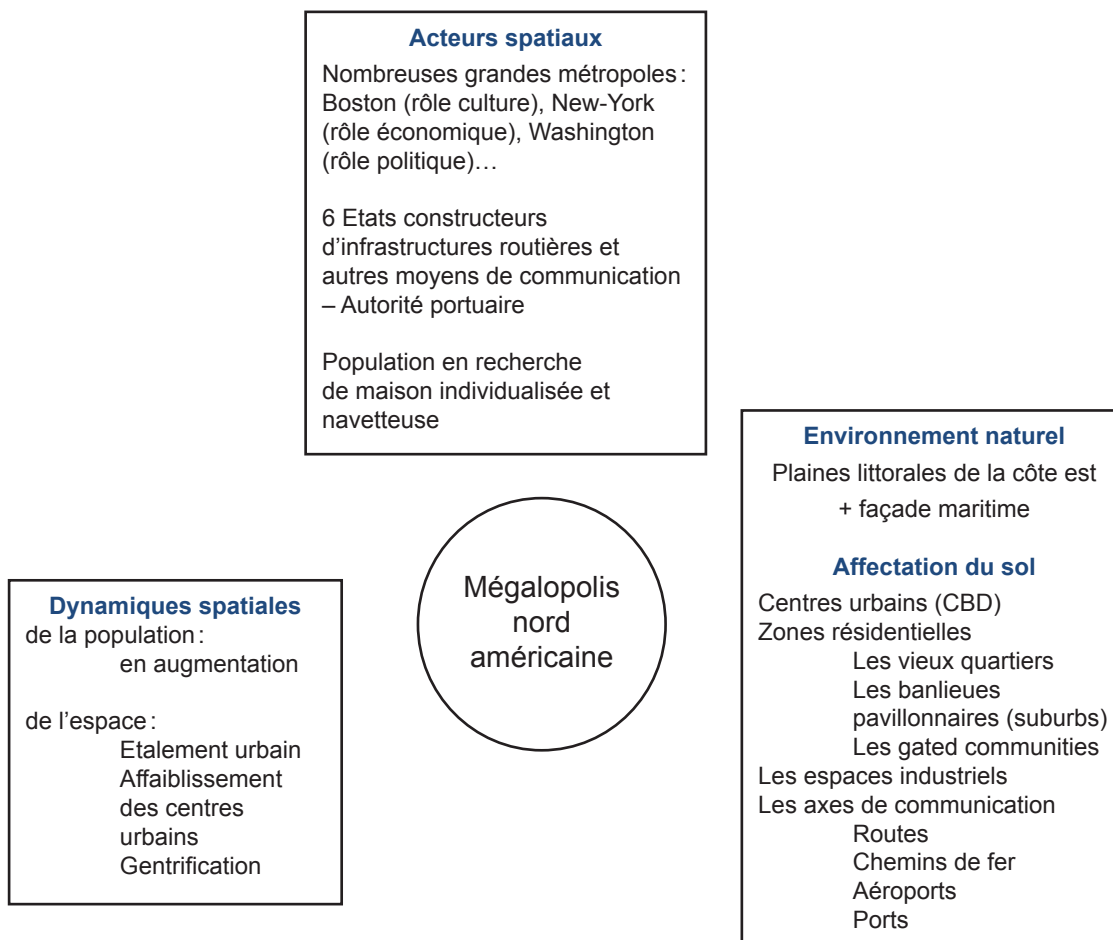 Acteurs spatiaux
Nombreuses grandes métropoles :
Boston (rôle culture), New-York
(rôle économique), Washington
(rôle politique)…
6 Etats constructeurs
d’infrastructures routières et
autres moyens de communication
– Autorité portuaire
Population en recherche
de maison individualisée et
navetteuse
Environnement naturel
Plaines littorales de la côte est
+ façade maritime
Affectation du sol
Centres urbains (CBD)
Zones résidentielles
Les vieux quartiers
Les banlieues
pavillonnaires (suburbs)
Les gated communities
Les espaces industriels
Les axes de communication
Routes
Chemins de fer
Aéroports
Ports
Mégalopolis
nord
américaine
Dynamiques spatiales
de la population :
en augmentation
de l’espace :
Etalement urbain
Affaiblissement
des centres
urbains
Gentrification